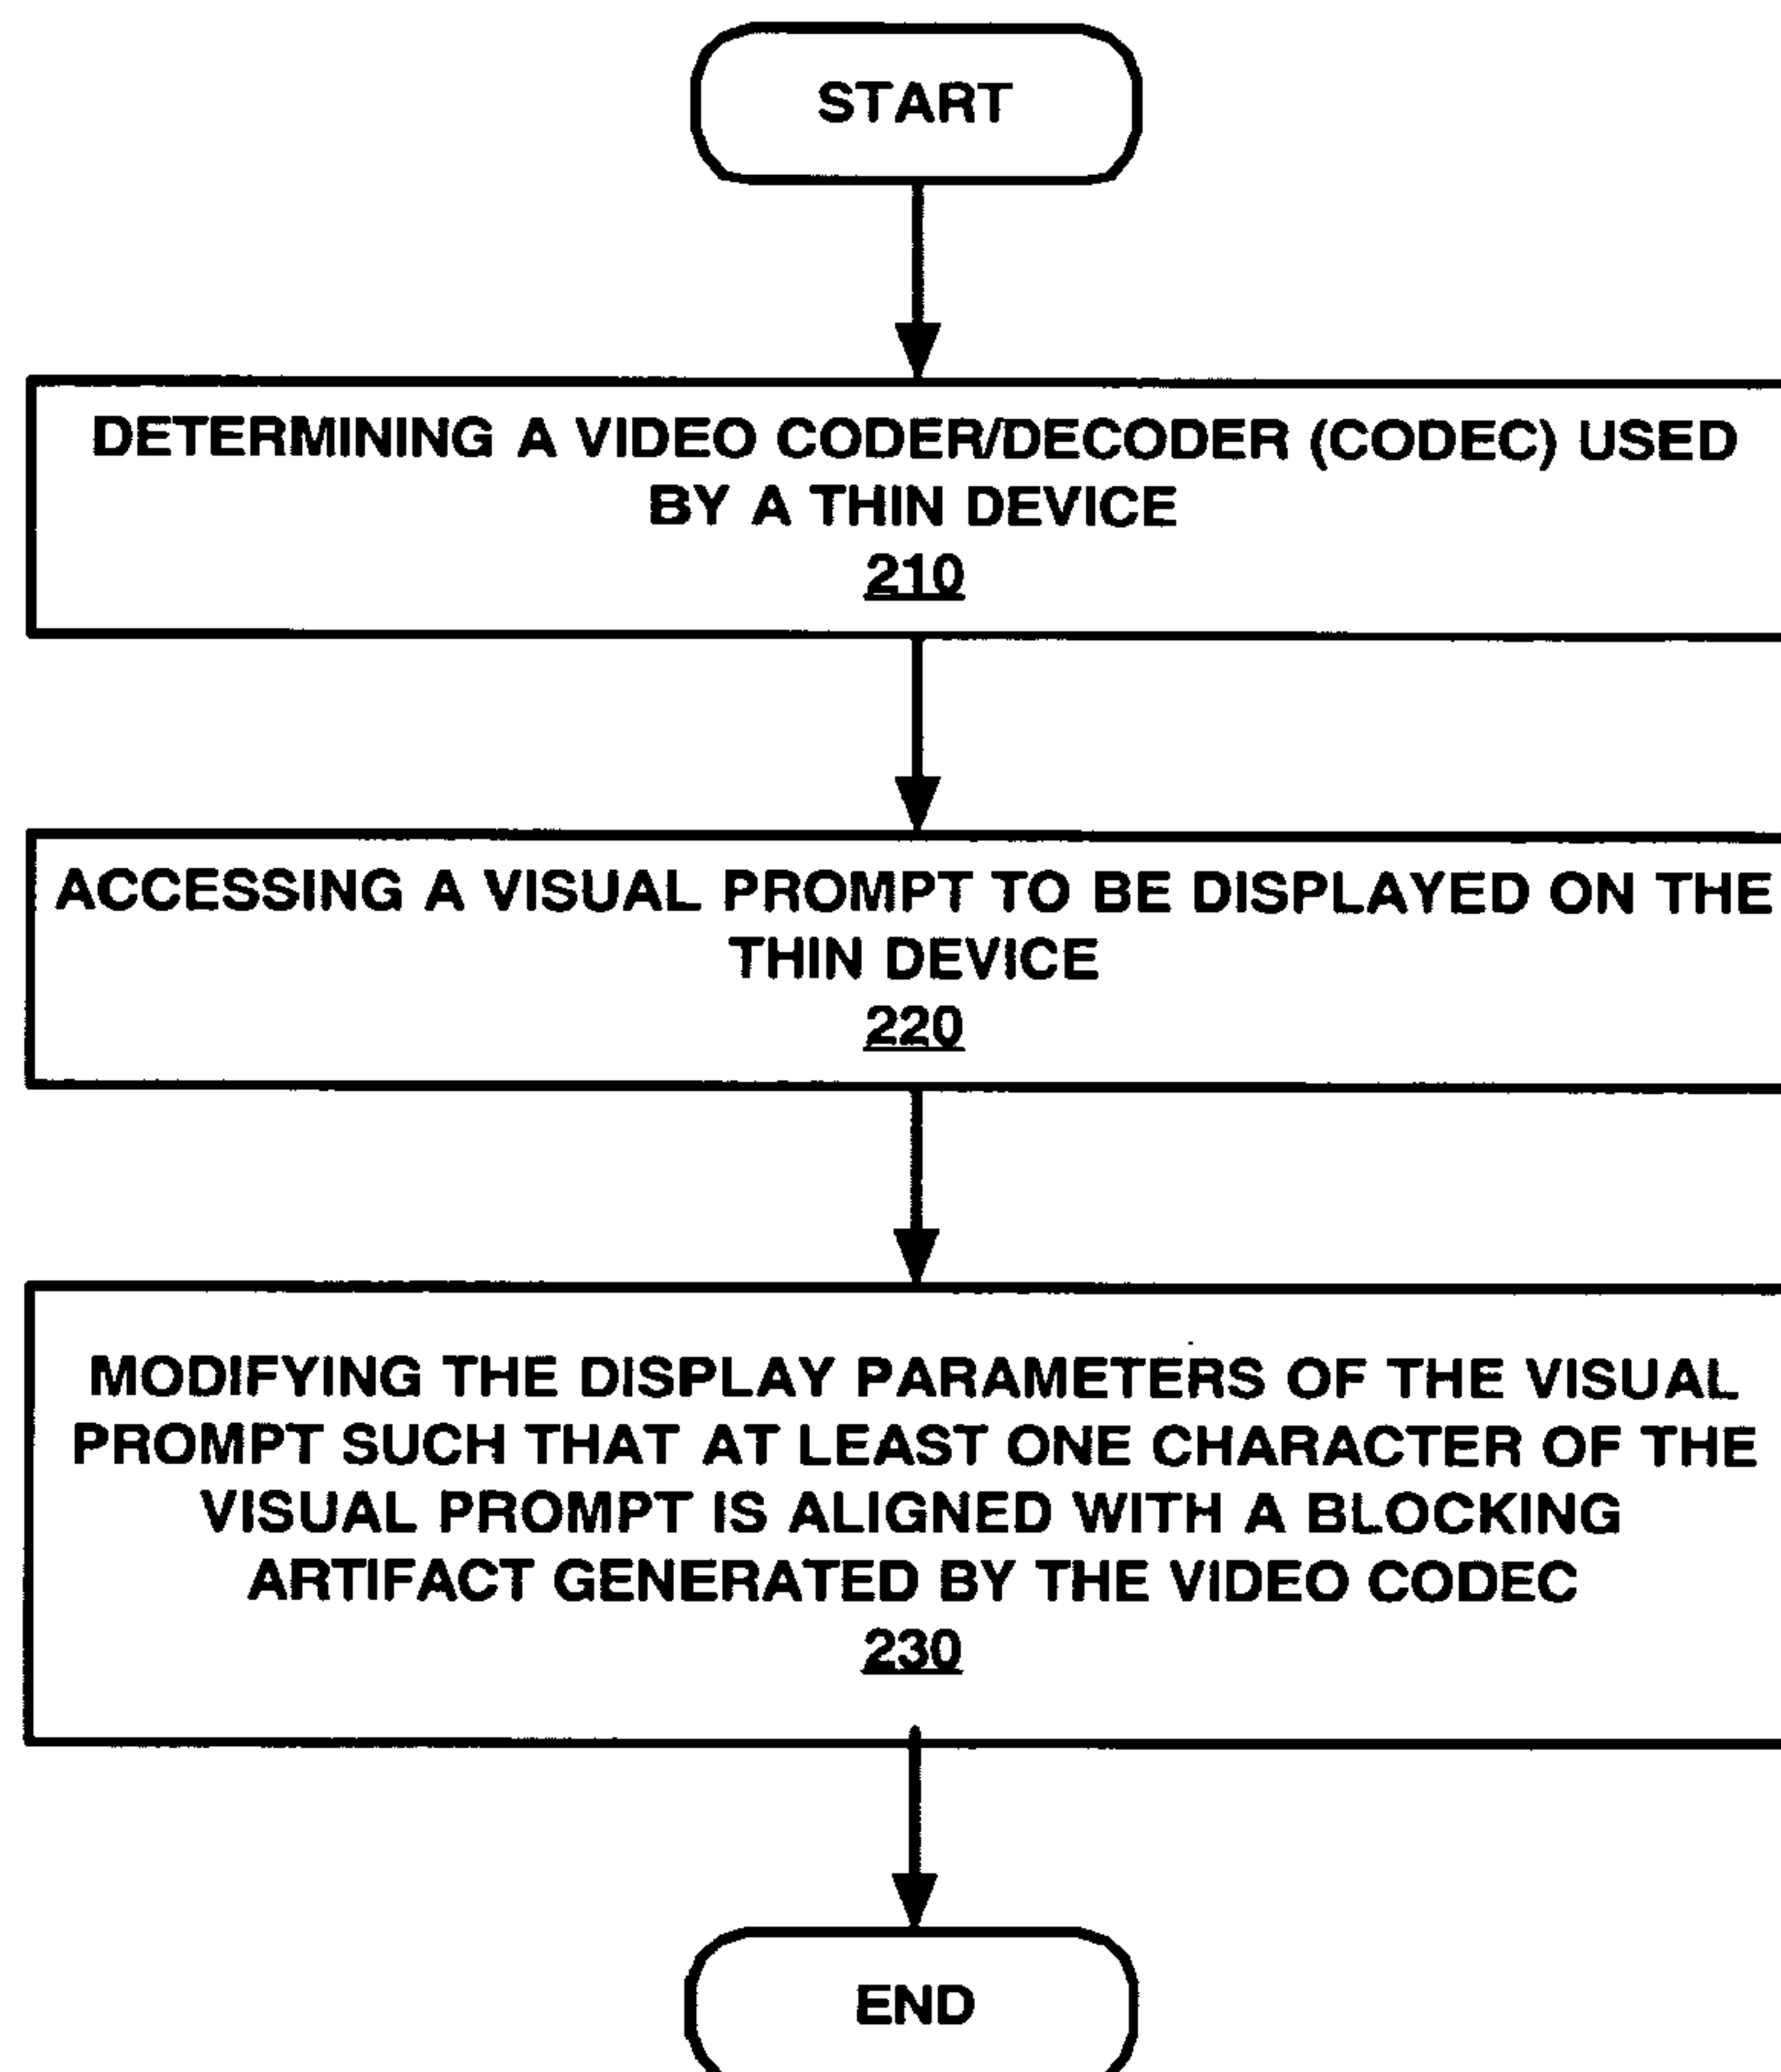 START
DETERMINING A VIDEO CODER/DECODER (CODEC) USED
BY A THIN DEVICE
210
ACCESSING A VISUAL PROMPT TO BE DISPLAYED ON THE
THIN DEVICE
220
MODIFYING THE DISPLAY PARAMETERS OF THE VISUAL
PROMPT SUCH THAT AT LEAST ONE CHARACTER OF THE
VISUAL PROMPT IS ALIGNED WITH A BLOCKING
ARTIFACT GENERATED BY THE VIDEO CODEC
230
END